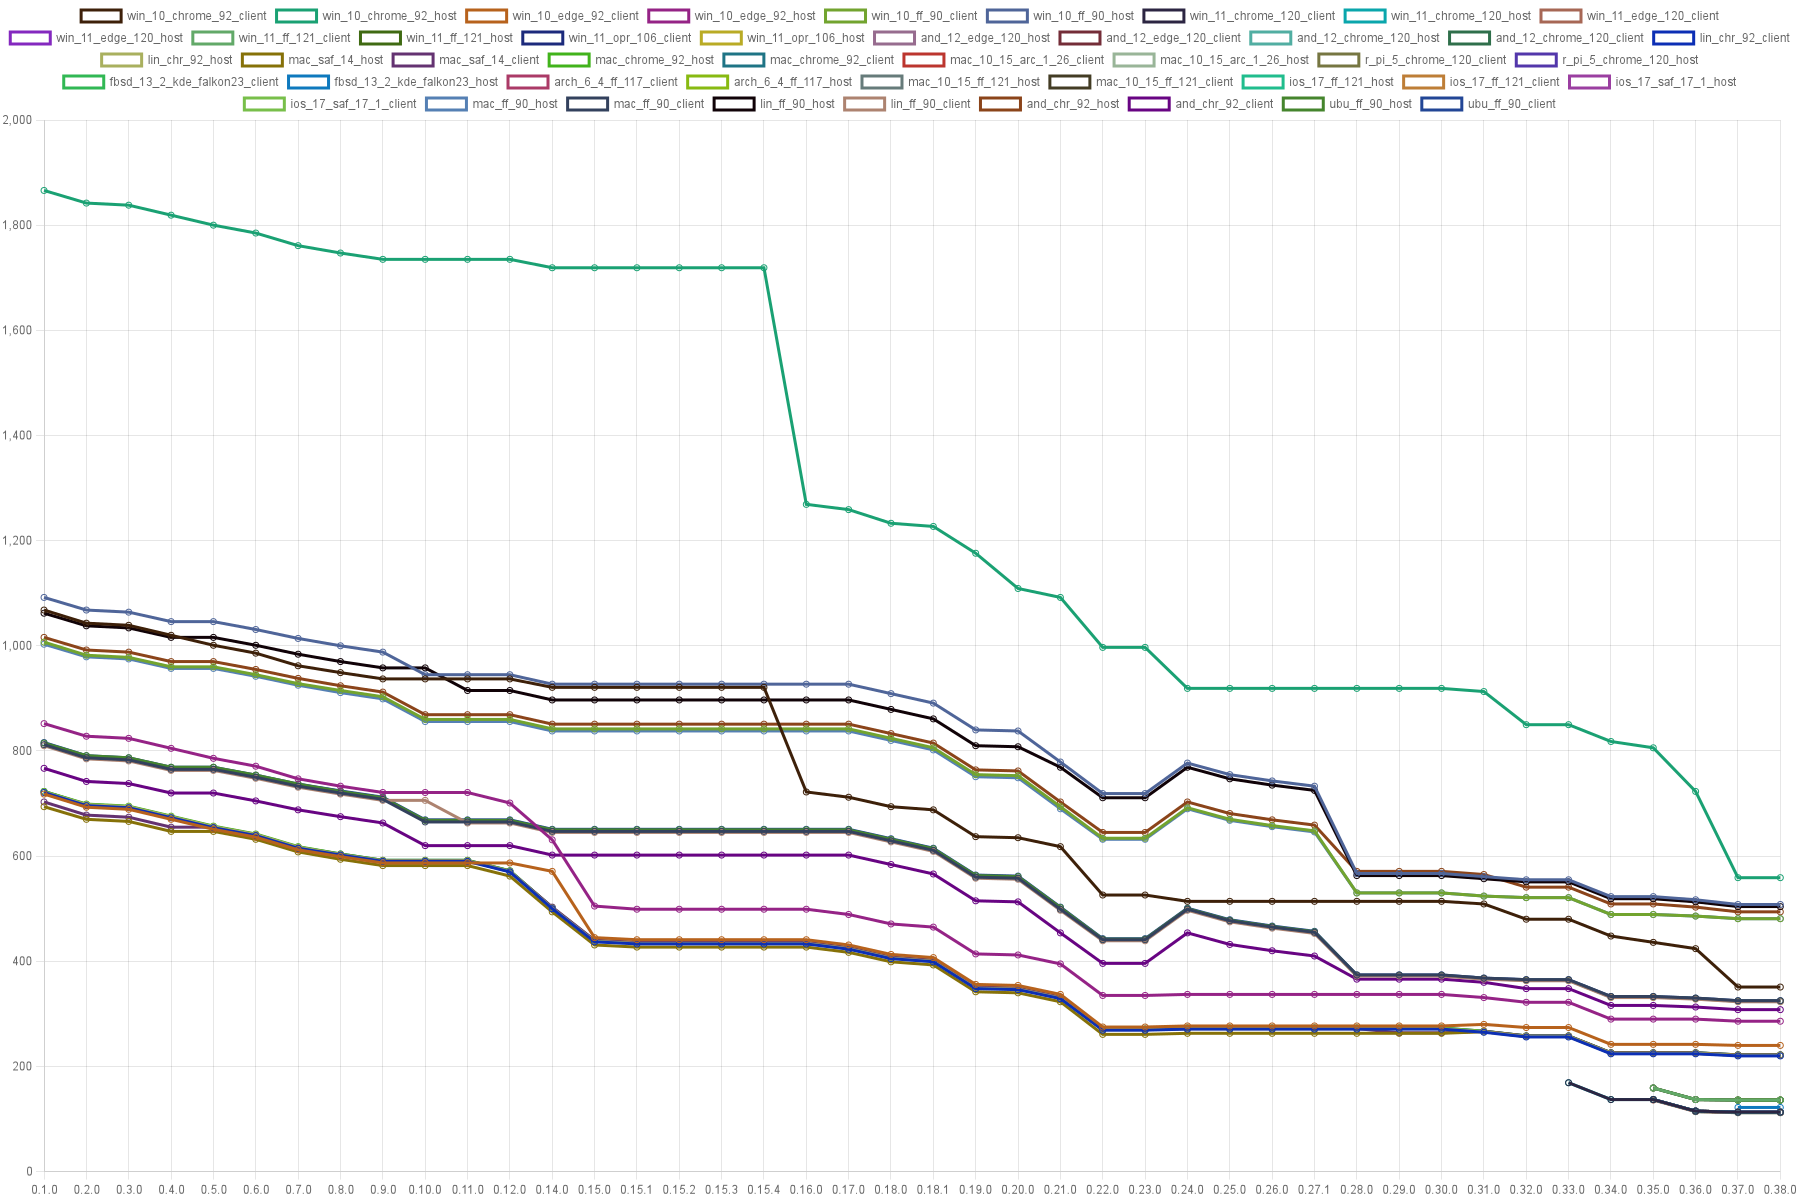 win_10_chrome_92_client win_10_chrome_92_host win_10_edge_92_client win_10_edge_92_host win_10_ff_90_client win_10_ff_90_host win_11_chrome_120_client win_11_chrome_120_host win_11_edge_120_client
win_11_edge_120_host win_11_ff_121_client win_11_ff_121_host win_11_opr_106_client win_11_opr_106_host and_12_edge_120_host and_12_edge_120_client and_12_chrome_120_host and_12_chrome_120_client lin_chr_92_client
lin_chr_92_host mac_saf_14_host mac_saf_14_client mac_chrome_92_host mac_chrome_92_client mac_10_15_arc_1_26_client mac_10_15_arc_1_26_host r_pi_5_chrome_120_client r_pi_5_chrome_120_host
fbsd_13_2_kde_falkon23_client fbsd_13_2_kde_falkon23_host arch_6_4_ff_117_client arch_6_4_ff_117_host mac_10_15_ff_121_host mac_10_15_ff_121_client ios_17_ff_121_host ios_17_ff_121_client ios_17_saf_17_1_host
ios_17_saf_17_1_client mac_ff_90_host mac_ff_90_client lin_ff_90_host lin_ff_90_client and_chr_92_host and_chr_92_client ubu_ff_90_host ubu_ff_90_client
2,000
1,800
1,600
1,400
1,200
1,000
800
600
400
200
0
0.1.0 0.2.0 0.3.0 0.4.0 0.5.0 0.6.0 0.7.0 0.8.0 0.9.0 0.10.0 0.11.0 0.12.0 0.14.0 0.15.0 0.15.1 0.15.2 0.15.3 0.15.4 0.16.0 0.17.0 0.18.0 0.18.1 0.19.0 0.20.0 0.21.0 0.22.0 0.23.0 0.24.0 0.25.0 0.26.0 0.27.1 0.28.0 0.29.0 0.30.0 0.31.0 0.32.0 0.33.0 0.34.0 0.35.0 0.36.0 0.37.0 0.38.0